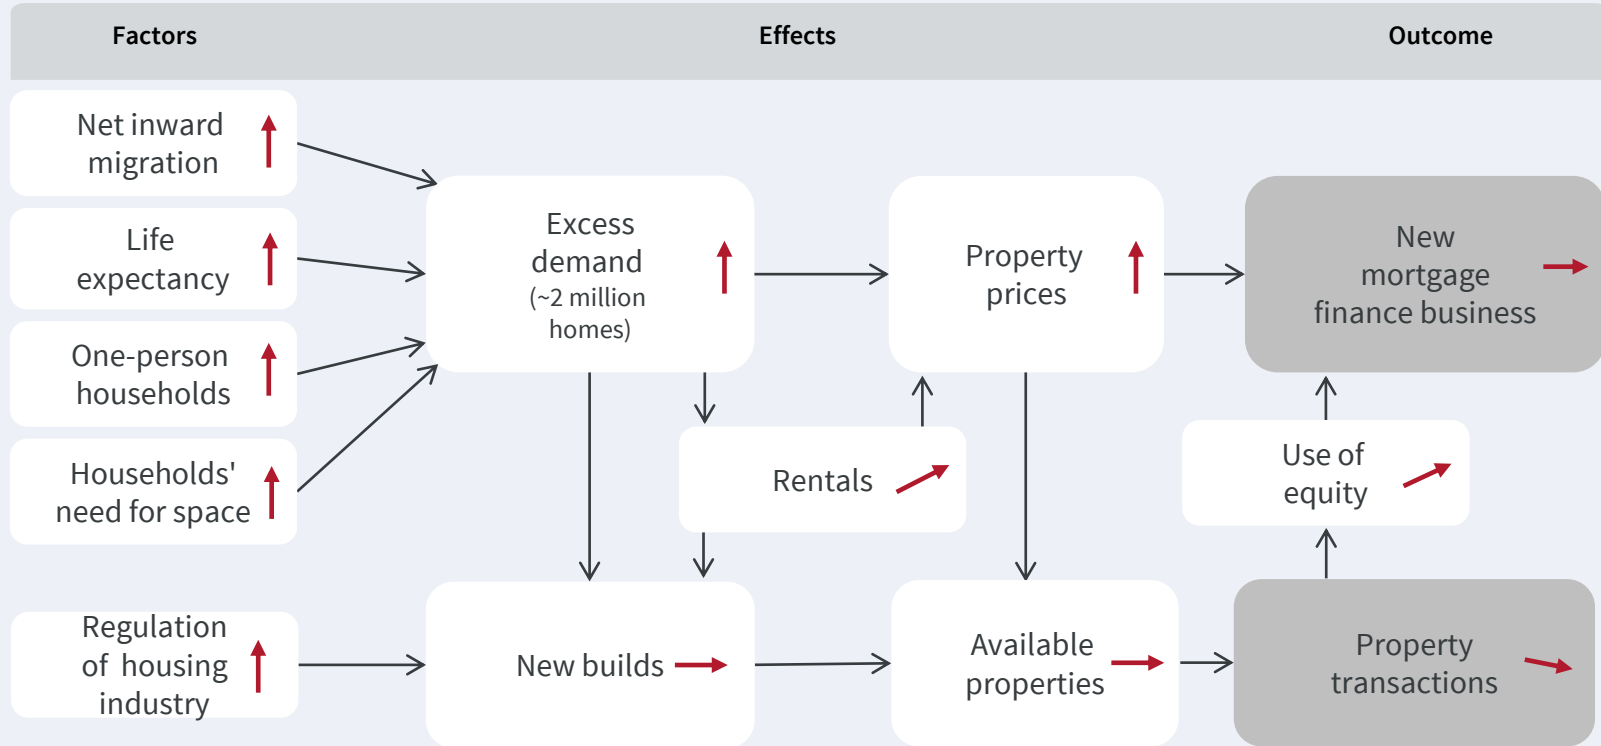 Factors
Effects
Outcome
Net inward
migration
Life
expectancy
One-person
households
Households'
need for space
Regulation
of housing
industry
Excess
demand
(~2 million
homes)
Rentals
New builds
Property
prices
Available
properties
New
mortgage
finance business
Use of
equity
Property
transactions